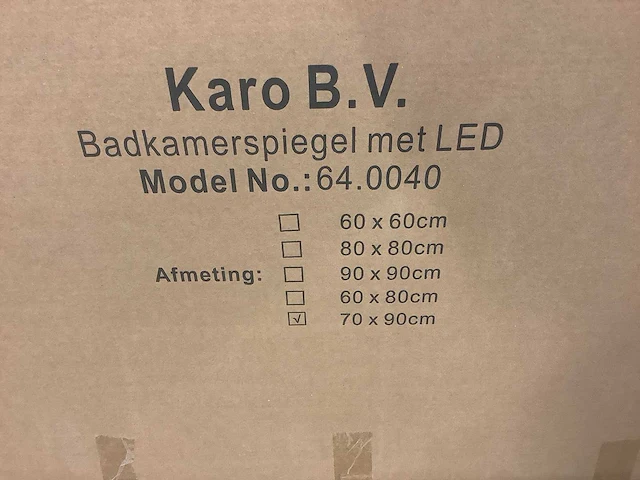 Karo B.V.
Badkamerspiegel met LED
Model No.:64.0040
60 x 60cm
80 x 80cm
Afmeting: 90 x 90cm
60 x 80cm
√ 70 x 90cm